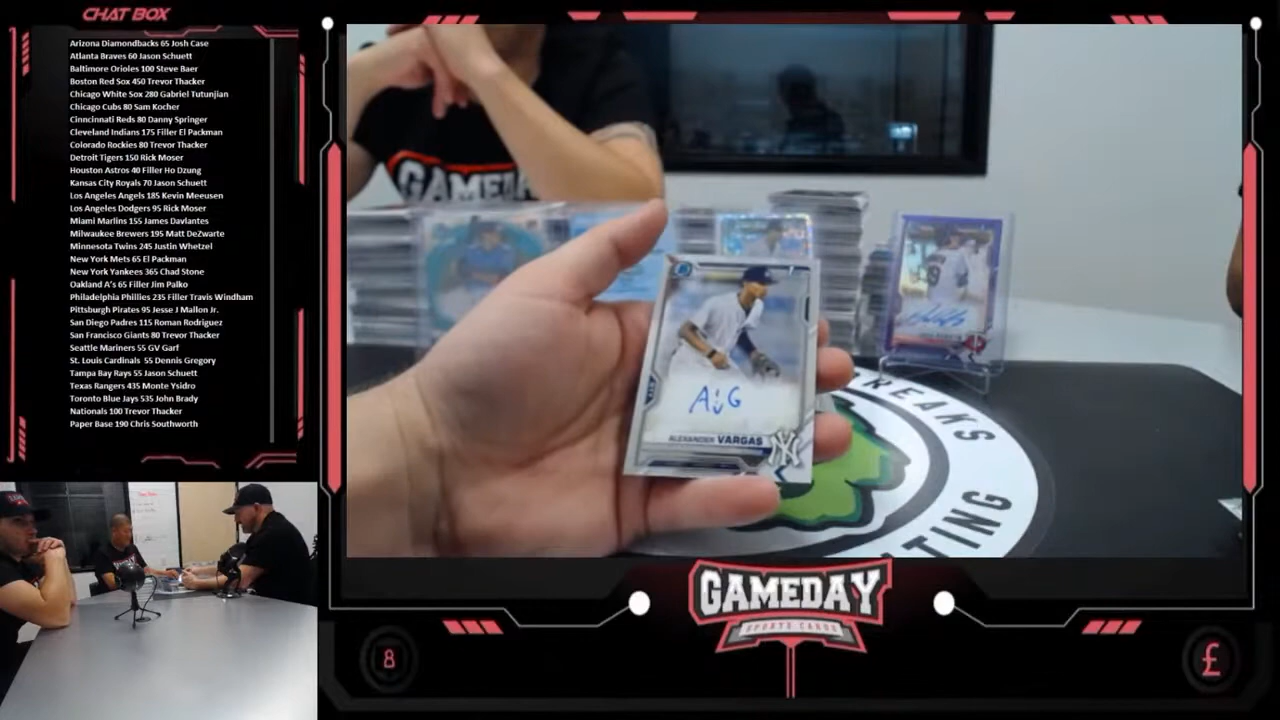 CHAT BOX
Arizona Diamondbacks 65 Josh Case
Atlanta Braves 60 Jason Schuett
Baltimore Orioles 100 Steve Baer
Boston Red Sox 450 Trevor Thacker
Chicago White Sox 280 Gabriel Tutunjian
Chicago Cubs 80 Sam Kocher
Cinncinati Reds 80 Danny Springer
Cleveland Indians 175 Filler El Packman
Colorado Rockies 80 Trevor Thacker
Detroit Tigers 150 Rick Moser
Houston Astros 40 Filler Ho Dzung
Kansas City Royals 70 Jason Schuett
Los Angeles Angels 185 Kevin Meeusen
Los Angeles Dodgers 95 Rick Moser
Miami Marlins 155 James Davlantes
Milwaukee Brewers 195 Matt DeZwarte
Minnesota Twins 245 Justin Whetzel
New York Mets 65 El Packman
New York Yankees 365 Chad Stone
Oakland A's 65 Filler Jim Palko
Philadelphia Phillies 235 Filler Travis Windham
Pittsburgh Pirates 95 Jesse J Mallon Jr.
San Diego Padres 115 Roman Rodriguez
San Francisco Giants 80 Trevor Thacker
Seattle Mariners 55 GV Garf
St. Louis Cardinals 55 Dennis Gregory
Tampa Bay Rays 55 Jason Schuett
Texas Rangers 435 Monte Ysidro
Toronto Blue Jays 535 John Brady
Nationals 100 Trevor Thacker
Paper Base 190 Chris Southworth
GAMEDAY
ALEXANDER VARGAS
NY
BREAKS
TING
GAMEDAY
SPORTS CARDS
8
£